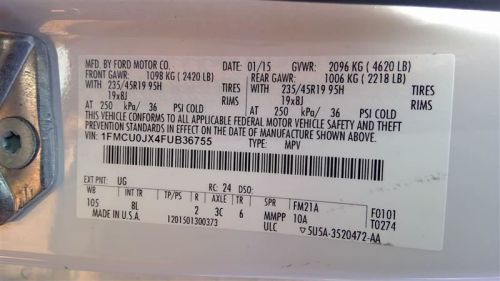 MFD. BY FORD MOTOR CO. 01/15 GVWR: 2096 KG ( 4620 LB)
FRONT GAWR: 1098 KG ( 2420 LB) REAR GAWR: 1006 KG ( 2218 LB)
WITH 235/45R19 95H TIRES WITH 235/45R19 95H TIRES
19x8J RIMS 19x8J RIMS
AT 250 kPa/ 36 PSI COLD AT 250 kPa/ 36 PSI COLD
THIS VEHICLE CONFORMS TO ALL APPLICABLE FEDERAL MOTOR VEHICLE SAFETY AND THEFT
PREVENTION STANDARDS IN EFFECT ON THE DATE OF MANUFACTURE SHOWN ABOVE.
VIN: 1FMCU0JX4FUB36755 TYPE: MPV
EXT PNT: UG RC: 24 DSO:
WB INT TR TP/PS R AXLE TR SPR FM21A F0101
105 8L 2 3C 6 MMPP 10A T0274
MADE IN U.S.A. 1201501300373 ULC 5U5A-3520472-AA